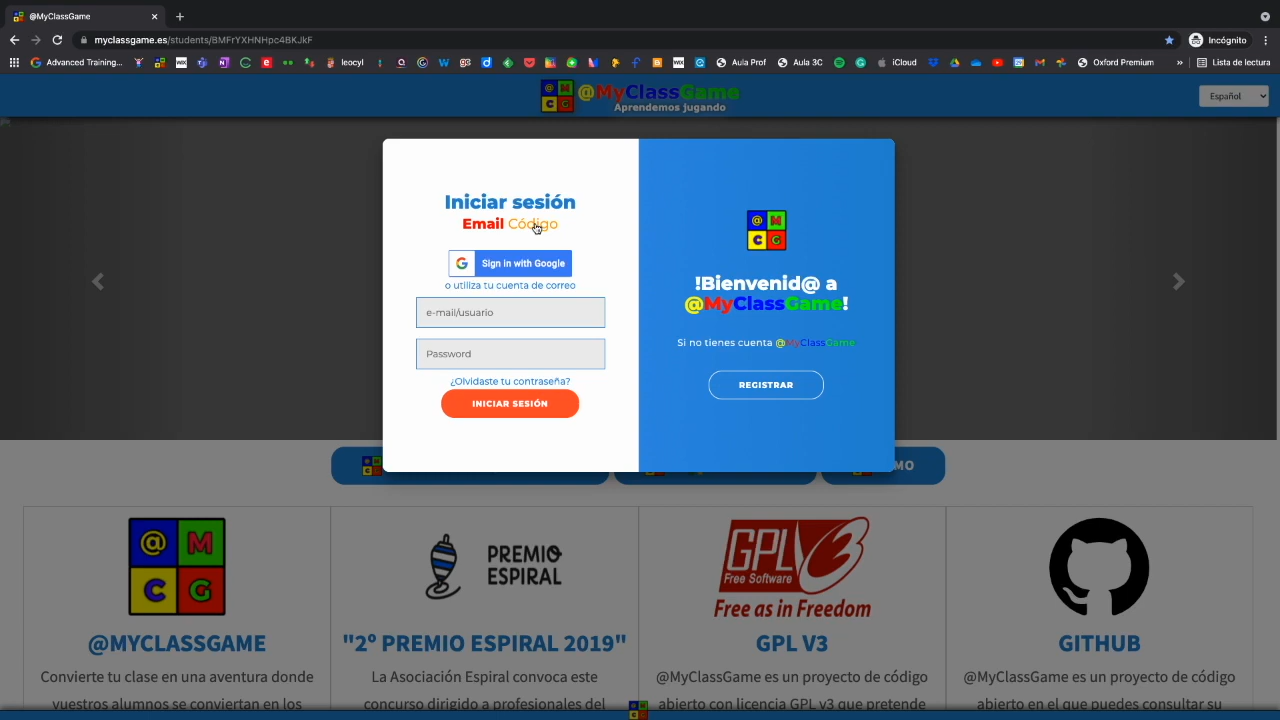 @MyClassGame
myclassgame.es/students/BMFrYXHNHpc4BKJkF
Incógnito
Advanced Training...
leocyl
Aula Prof
Aula 3C
iCloud
Oxford Premium
Lista de lectura
@MyClassGame
Aprendemos jugando
Español
Iniciar sesión
Email Código
Sign in with Google
o utiliza tu cuenta de correo
e-mail/usuario
Password
¿Olvidaste tu contraseña?
INICIAR SESIÓN
@ M
C G
!Bienvenid@ a
@MyClassGame!
Si no tienes cuenta @MyClassGame
REGISTRAR
MO
@ M
C G
@MYCLASSGAME
Convierte tu clase en una aventura donde
vuestros alumnos se conviertan en los
PREMIO
ESPIRAL
"2º PREMIO ESPIRAL 2019"
La Asociación Espiral convoca este
concurso dirigido a profesionales del
GPL v3
Free Software
Free as in Freedom
GPL V3
@MyClassGame es un proyecto de código
abierto con licencia GPL v3 que pretende
GITHUB
@MyClassGame es un proyecto de código
abierto en el que puedes consultar su